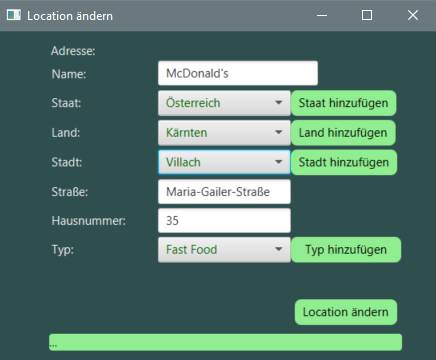 Location ändern
Adresse:
Name: McDonald's
Staat: Österreich Staat hinzufügen
Land: Kärnten Land hinzufügen
Stadt: Villach Stadt hinzufügen
Straße: Maria-Gailer-Straße
Hausnummer: 35
Typ: Fast Food Typ hinzufügen
Location ändern
...